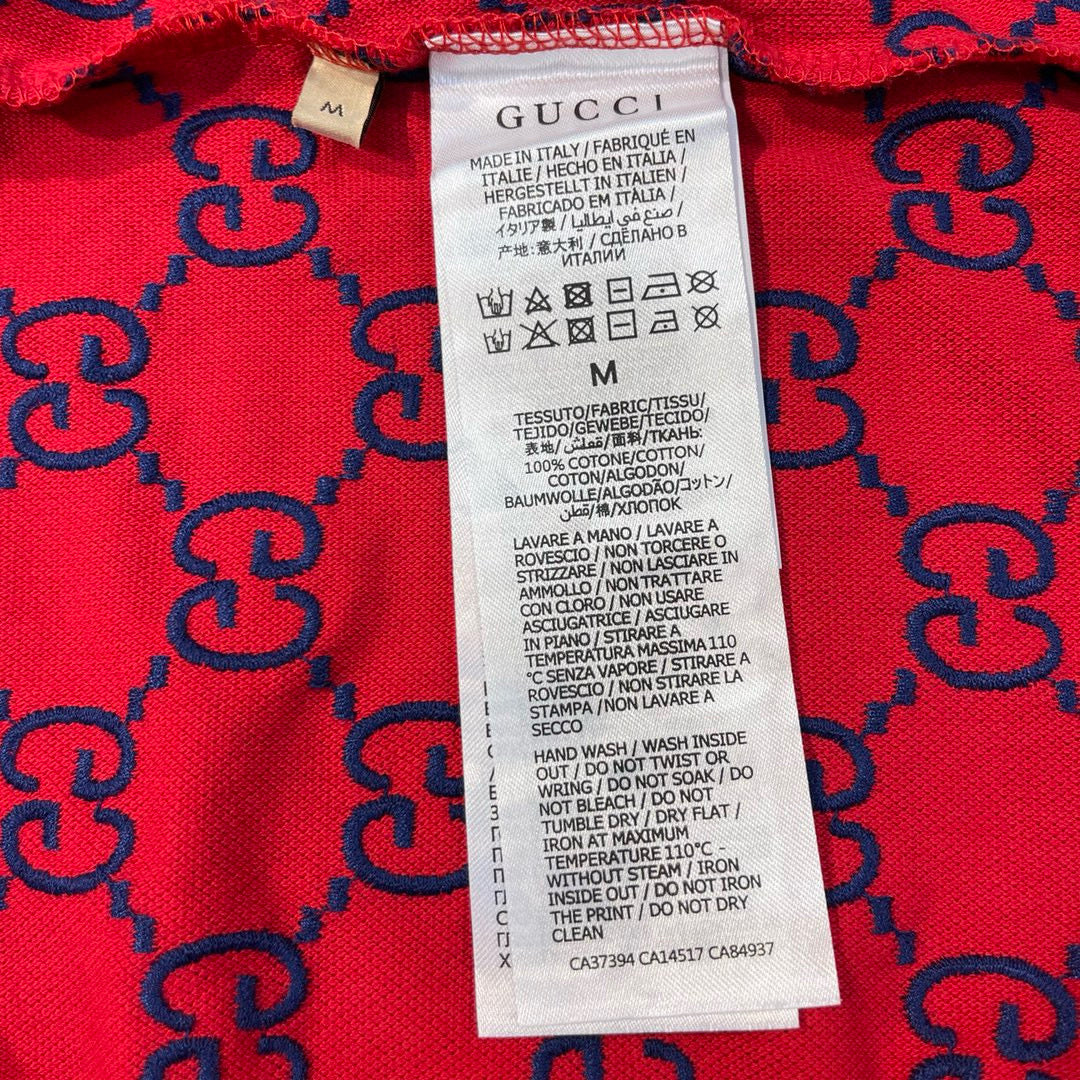 M
GUCCI
MADE IN ITALY / FABRIQUÉ EN
ITALIE / HECHO EN ITALIA /
HERGESTELLT IN ITALIEN /
FABRICADO EM ITALIA /
イタリア製 / صنع في ايطاليا /
产地: 意大利 / СДЕЛАНО В
ИТАЛИИ
M
TESSUTO/FABRIC/TISSU/
TEJIDO/GEWEBE/TECIDO/
表地/قماش/面料/ТКАНЬ:
100% COTONE/COTTON/
COTON/ALGODON/
BAUMWOLLE/ALGODÃO/コットン/
قطن/棉/ХЛОПОК
LAVARE A MANO / LAVARE A
ROVESCIO / NON TORCERE O
STRIZZARE / NON LASCIARE IN
AMMOLLO / NON TRATTARE
CON CLORO / NON USARE
ASCIUGATRICE / ASCIUGARE
IN PIANO / STIRARE A
TEMPERATURA MASSIMA 110
°C SENZA VAPORE / STIRARE A
ROVESCIO / NON STIRARE LA
STAMPA / NON LAVARE A
SECCO
HAND WASH / WASH INSIDE
OUT / DO NOT TWIST OR
WRING / DO NOT SOAK / DO
NOT BLEACH / DO NOT
TUMBLE DRY / DRY FLAT /
IRON AT MAXIMUM
TEMPERATURE 110°C -
WITHOUT STEAM / IRON
INSIDE OUT / DO NOT IRON
THE PRINT / DO NOT DRY
CLEAN
CA37394 CA14517 CA84937